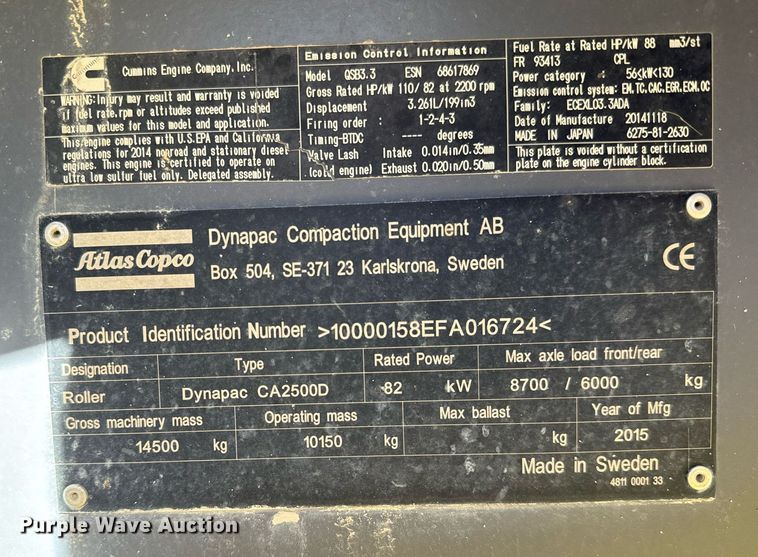 Cummins Engine Company, Inc.
WARNING: Injury may result and warranty is voided
if fuel rate, rpm or altitudes exceed published
maximum values for this model and application.
This engine complies with U.S.EPA and California
regulations for 2014 nonroad and stationary diesel
engines. This engine is certified to operate on
ultra low sulfur fuel only. Delegated assembly.
Emission Control Information
Model QSB3.3 ESN 68617869
Gross Rated HP/kW 110/ 82 at 2200 rpm
Displacement 3.261L/199in3
Firing order : 1-2-4-3
Timing-BTDC ---- degrees
Valve Lash Intake 0.014in/0.35mm
(cold engine) Exhaust 0.020in/0.50mm
Fuel Rate at Rated HP/kW 88 mm3/st
FR 93413 CPL
Power category : 56≤kW<130
Emission control system: EM,TC,CAC,EGR,ECM,OC
Family: ECEXL03.3ADA
Date of Manufacture 20141118
MADE IN JAPAN 6275-81-2630
This plate is voided without a certification
plate on the engine cylinder block.
Atlas Copco
Dynapac Compaction Equipment AB
Box 504, SE-371 23 Karlskrona, Sweden
CE
Product Identification Number >10000158EFA016724<
Designation Type Rated Power Max axle load front/rear
Roller Dynapac CA2500D 82 kW 8700 / 6000 kg
Gross machinery mass Operating mass Max ballast Year of Mfg
14500 kg 10150 kg kg 2015
Made in Sweden
4811 0001 33
Purple Wave Auction